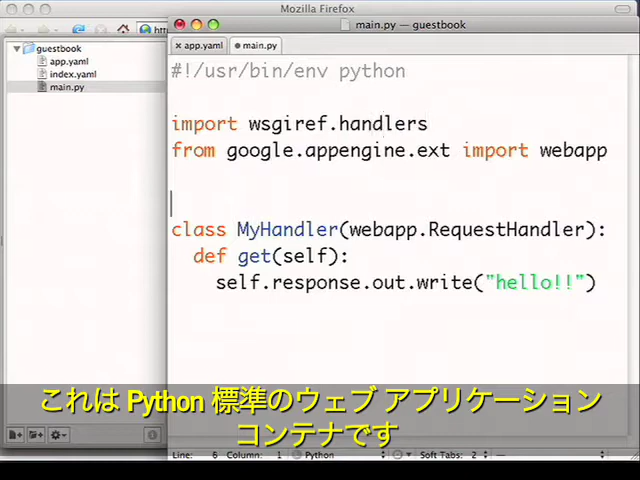 Mozilla Firefox
main.py — guestbook
guestbook
app.yaml
index.yaml
main.py
app.yaml
main.py
#!/usr/bin/env python
import wsgiref.handlers
from google.appengine.ext import webapp
class MyHandler(webapp.RequestHandler):
def get(self):
self.response.out.write("hello!!")
これは Python 標準のウェブ アプリケーション
コンテナです
Line: 6 Column: 1 Python Soft Tabs: 2